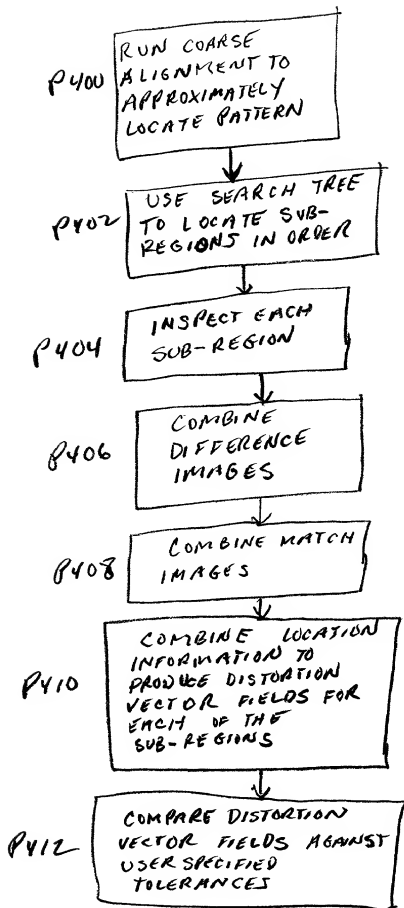 P400
RUN COARSE
ALIGNMENT TO
APPROXIMATELY
LOCATE PATTERN
P402
USE SEARCH TREE
TO LOCATE SUB-
REGIONS IN ORDER
P404
INSPECT EACH
SUB-REGION
P406
COMBINE
DIFFERENCE
IMAGES
P408
COMBINE MATCH
IMAGES
P410
COMBINE LOCATION
INFORMATION TO
PRODUCE DISTORTION
VECTOR FIELDS FOR
EACH OF THE
SUB-REGIONS
P412
COMPARE DISTORTION
VECTOR FIELDS AGAINST
USER SPECIFIED
TOLERANCES